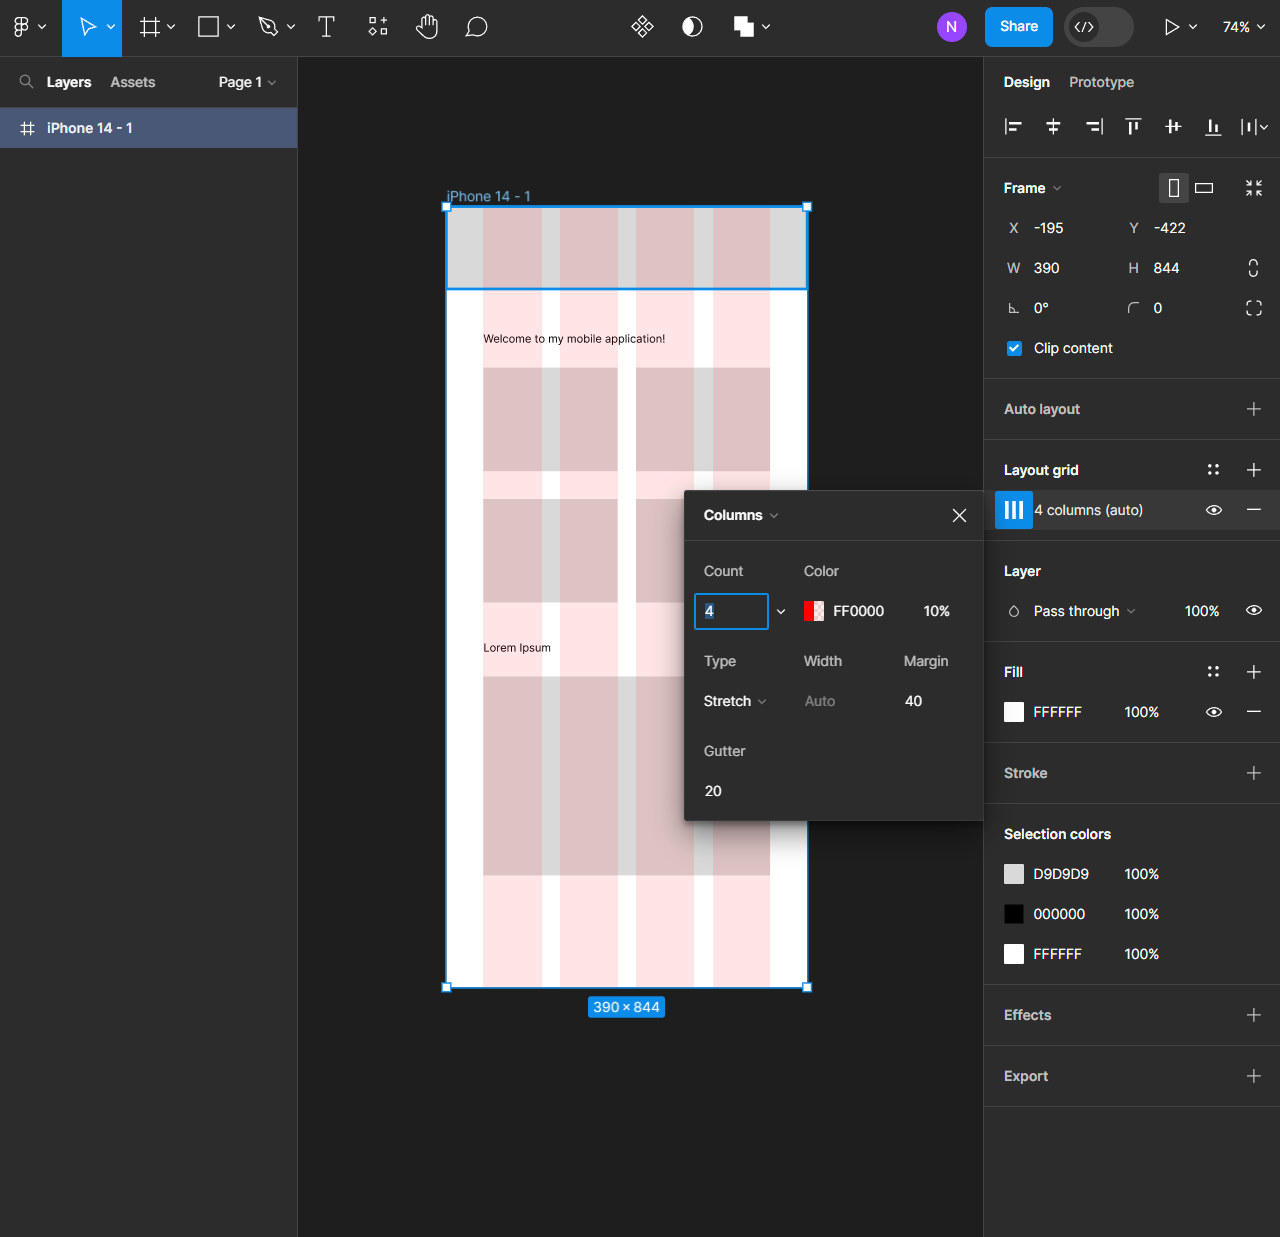 N
Share
74%
Layers
Assets
Page 1
iPhone 14 - 1
iPhone 14 - 1
Welcome to my mobile application!
Lorem Ipsum
390 × 844
Columns
Count
Color
4
FF0000
10%
Type
Width
Margin
Stretch
Auto
40
Gutter
20
Design
Prototype
Frame
X
-195
Y
-422
W
390
H
844
0°
0
Clip content
Auto layout
Layout grid
4 columns (auto)
Layer
Pass through
100%
Fill
FFFFFF
100%
Stroke
Selection colors
D9D9D9
100%
000000
100%
FFFFFF
100%
Effects
Export